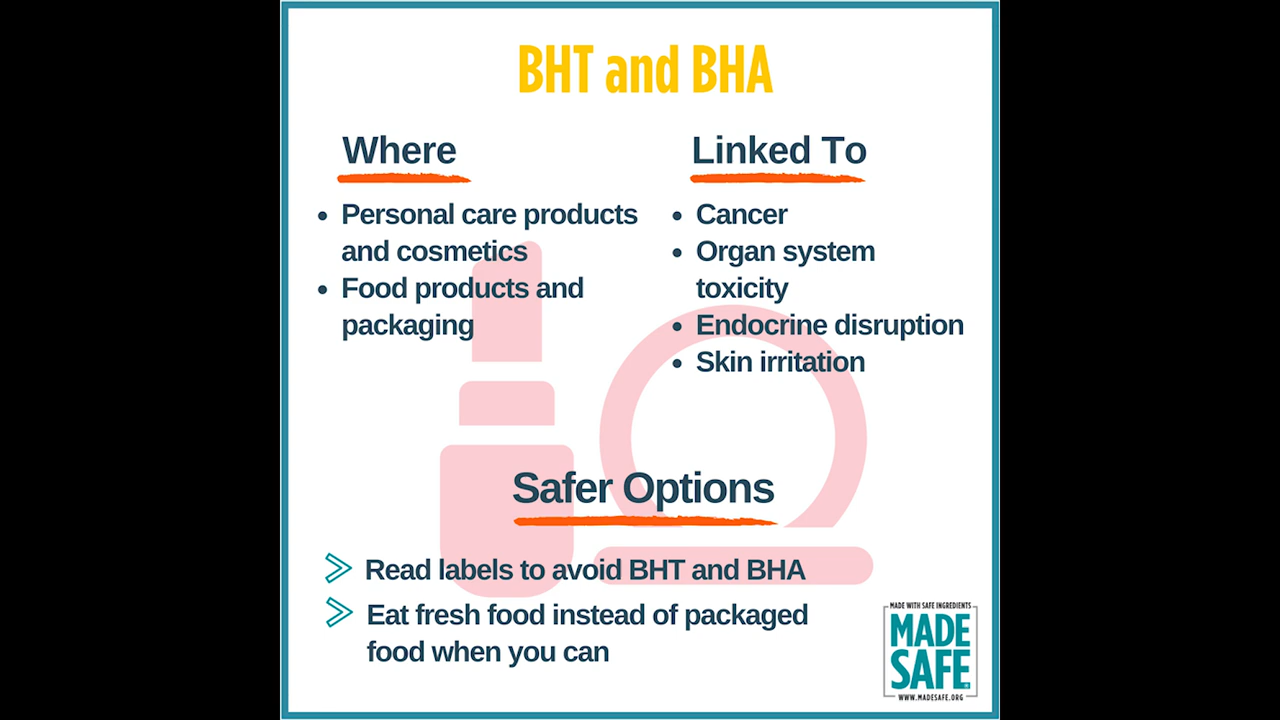 BHT and BHA
Where
Personal care products
and cosmetics
Food products and
packaging
Linked To
Cancer
Organ system
toxicity
Endocrine disruption
Skin irritation
Safer Options
Read labels to avoid BHT and BHA
Eat fresh food instead of packaged
food when you can
MADE WITH SAFE INGREDIENTS
MADE
SAFE
WWW.MADESAFE.ORG